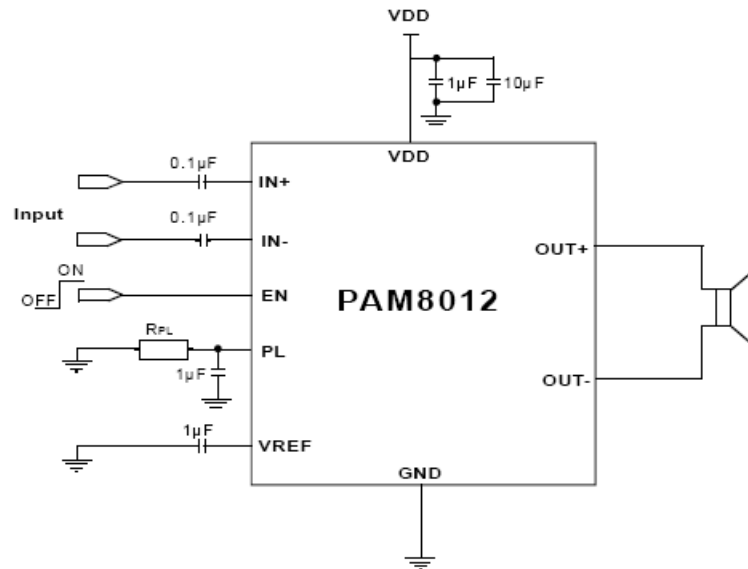 VDD
1µF
10µF
VDD
0.1µF
IN+
Input
0.1µF
IN-
OUT+
ON
OFF
EN
PAM8012
RPL
PL
1µF
OUT-
1µF
VREF
GND